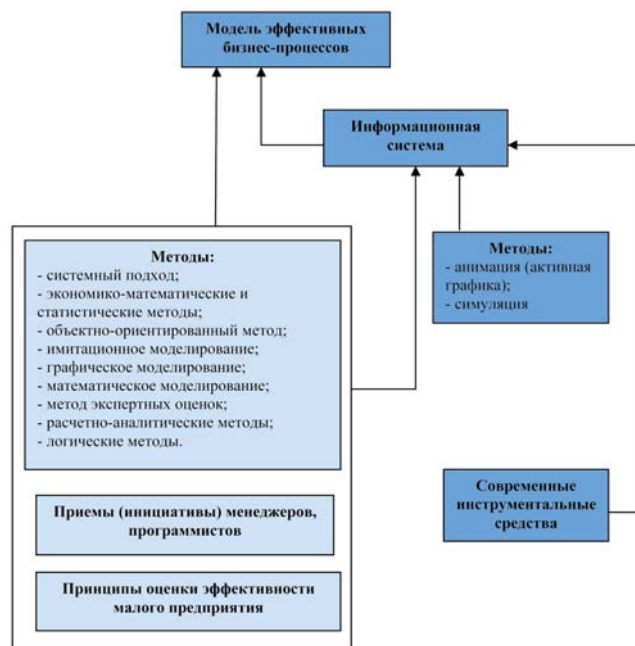 Модель эффективных
бизнес-процессов
Информационная
система
Методы:
- системный подход;
- экономико-математические и
статистические методы;
- объектно-ориентированный метод;
- имитационное моделирование;
- графическое моделирование;
- математическое моделирование;
- метод экспертных оценок;
- расчетно-аналитические методы;
- логические методы.
Методы:
- анимация (активная
графика);
- симуляция
Приемы (инициативы) менеджеров,
программистов
Принципы оценки эффективности
малого предприятия
Современные
инструментальные
средства